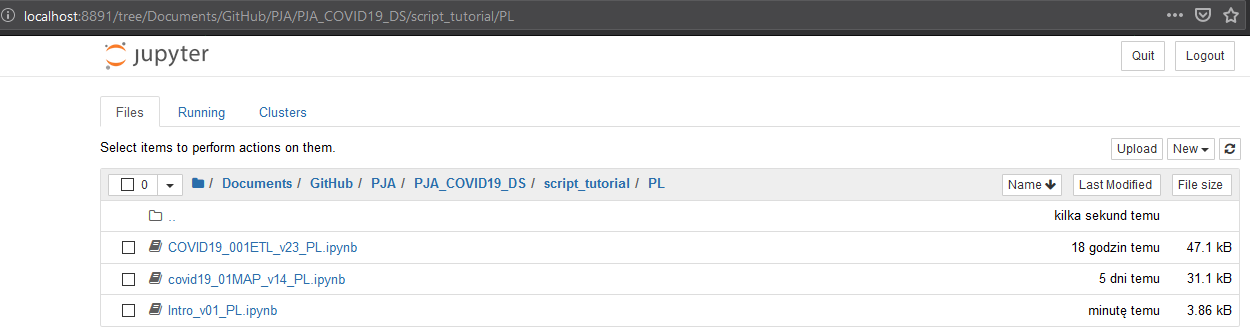 localhost:8891/tree/Documents/GitHub/PJA/PJA_COVID19_DS/script_tutorial/PL
jupyter Quit Logout
Files Running Clusters
Select items to perform actions on them. Upload New
0 / Documents / GitHub / PJA / PJA_COVID19_DS / script_tutorial / PL Name Last Modified File size
.. kilka sekund temu
COVID19_001ETL_v23_PL.ipynb 18 godzin temu 47.1 kB
covid19_01MAP_v14_PL.ipynb 5 dni temu 31.1 kB
Intro_v01_PL.ipynb minutę temu 3.86 kB